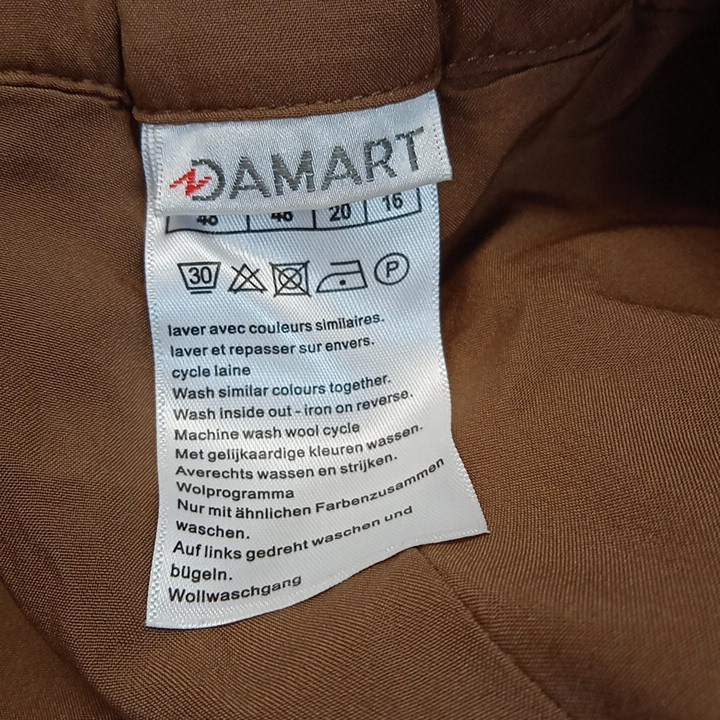 DAMART
48 46 20 16
30 P
laver avec couleurs similaires.
laver et repasser sur envers.
cycle laine
Wash similar colours together.
Wash inside out - iron on reverse.
Machine wash wool cycle
Met gelijkaardige kleuren wassen.
Averechts wassen en strijken.
Wolprogramma
Nur mit ähnlichen Farbenzusammen
waschen.
Auf links gedreht waschen und
bügeln.
Wollwaschgang